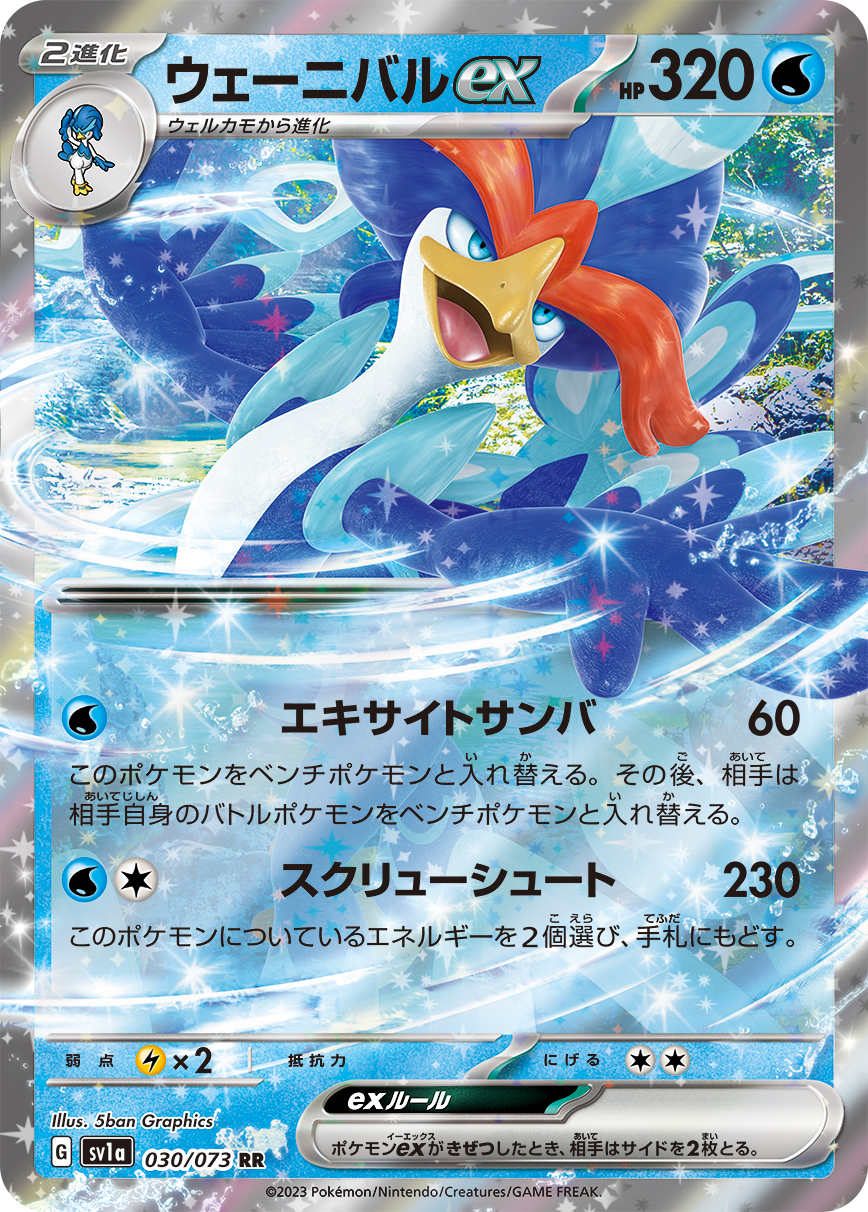 2進化
ウェーニバルex HP320
ウェルカモから進化
エキサイトサンバ 60
このポケモンをベンチポケモンと入れ替える。その後、相手は
相手自身のバトルポケモンをベンチポケモンと入れ替える。
スクリューシュート 230
このポケモンについているエネルギーを2個選び、手札にもどす。
弱点 ×2 抵抗力 にげる
exルール
ポケモンexがきぜつしたとき、相手はサイドを2枚とる。
Illus. 5ban Graphics
G sv1a 030/073 RR
©2023 Pokémon/Nintendo/Creatures/GAME FREAK.